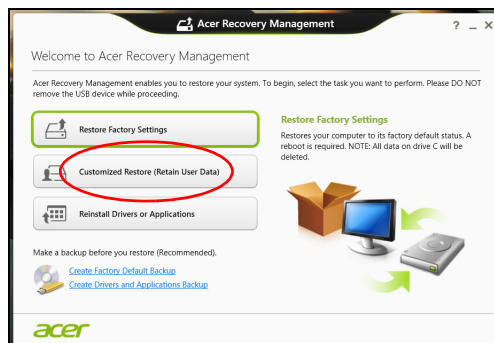 Acer Recovery Management
? _ X
Welcome to Acer Recovery Management
Acer Recovery Management enables you to restore your system. To begin, select the task you want to perform. Please DO NOT
remove the USB device while proceeding.
Restore Factory Settings
Customized Restore (Retain User Data)
Reinstall Drivers or Applications
Restore Factory Settings
Restores your computer to its factory default status. A
reboot is required. NOTE: All data on drive C will be
deleted.
Make a backup before you restore (Recommended).
Create Factory Default Backup
Create Drivers and Applications Backup
acer